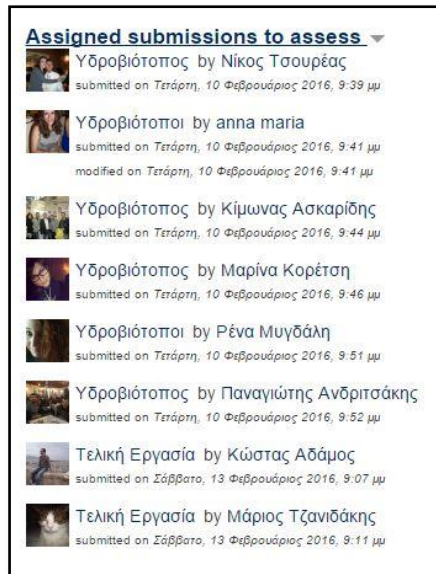 Assigned submissions to assess
Υδροβιότοπος by Νίκος Τσουρέας
submitted on Τετάρτη, 10 Φεβρουάριος 2016, 9:39 μμ
Υδροβιότοποι by anna maria
submitted on Τετάρτη, 10 Φεβρουάριος 2016, 9:41 μμ
modified on Τετάρτη, 10 Φεβρουάριος 2016, 9:41 μμ
Υδροβιότοπος by Κίμωνας Ασκαρίδης
submitted on Τετάρτη, 10 Φεβρουάριος 2016, 9:44 μμ
Υδροβιότοπος by Μαρίνα Κορέτση
submitted on Τετάρτη, 10 Φεβρουάριος 2016, 9:46 μμ
Υδροβιότοποι by Ρένα Μυγδάλη
submitted on Τετάρτη, 10 Φεβρουάριος 2016, 9:51 μμ
Υδροβιότοπος by Παναγιώτης Ανδριτσάκης
submitted on Τετάρτη, 10 Φεβρουάριος 2016, 9:52 μμ
Τελική Εργασία by Κώστας Αδάμος
submitted on Σάββατο, 13 Φεβρουάριος 2016, 9:07 μμ
Τελική Εργασία by Μάριος Τζανιδάκης
submitted on Σάββατο, 13 Φεβρουάριος 2016, 9:11 μμ